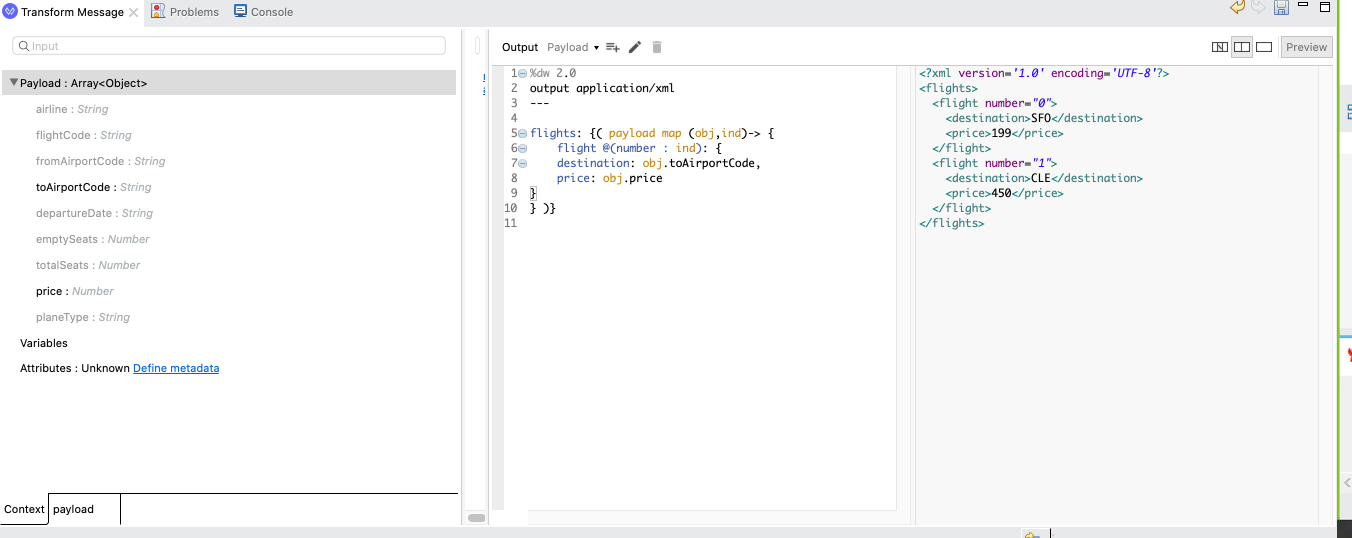 Transform Message
Problems
Console
Input
Payload : Array<Object>
airline : String
flightCode : String
fromAirportCode : String
toAirportCode : String
departureDate : String
emptySeats : Number
totalSeats : Number
price : Number
planeType : String
Variables
Attributes : Unknown Define metadata
Context payload
Output Payload
Preview
1 %dw 2.0
2 output application/xml
3 ---
4
5 flights: {( payload map (obj,ind)-> {
6 flight @(number : ind): {
7 destination: obj.toAirportCode,
8 price: obj.price
9 }
10 } )}
11
<?xml version='1.0' encoding='UTF-8'?>
<flights>
<flight number="0">
<destination>SFO</destination>
<price>199</price>
</flight>
<flight number="1">
<destination>CLE</destination>
<price>450</price>
</flight>
</flights>